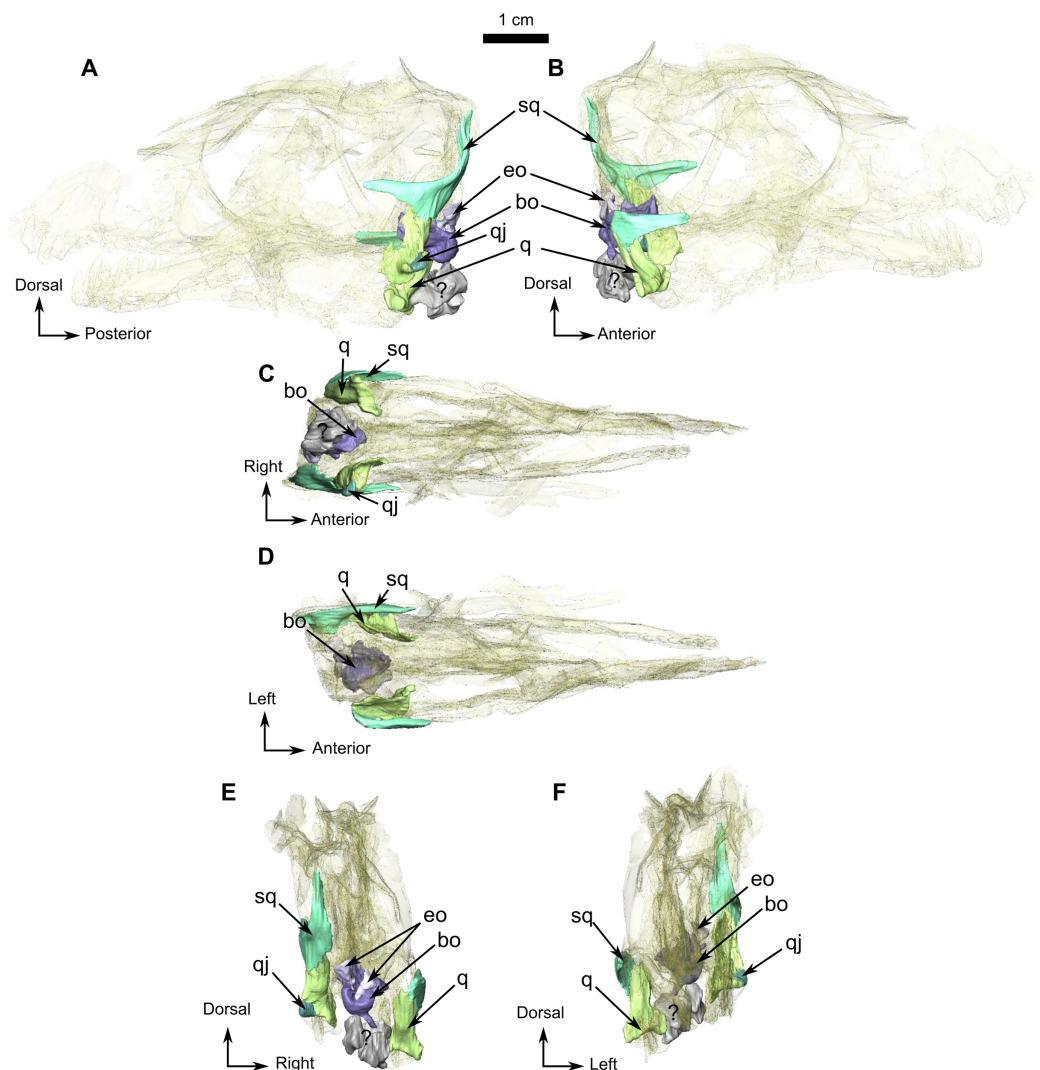 1 cm
A
B
sq
eo
bo
qj
q
?
?
Dorsal
Posterior
Dorsal
Anterior
C
q
sq
bo
?
Right
qj
Anterior
D
q
sq
bo
Left
Anterior
E
F
sq
eo
bo
qj
q
?
Dorsal
Right
eo
bo
sq
qj
q
?
Dorsal
Left